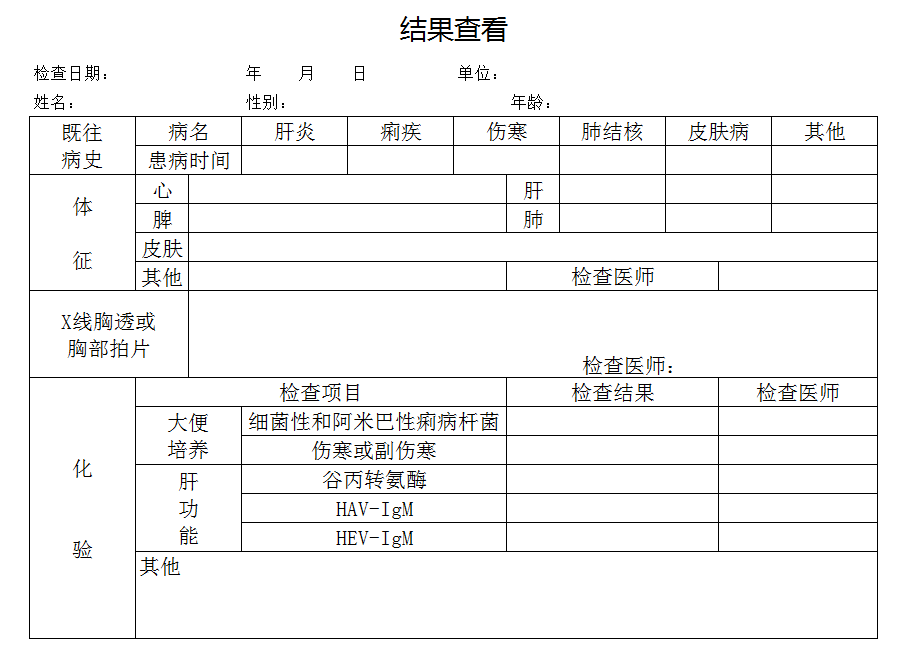 结果查看
检查日期： 年 月 日 单位：
姓名： 性别： 年龄：
既往病史 病名 肝炎 痢疾 伤寒 肺结核 皮肤病 其他
患病时间
体征 心 肝
脾 肺
皮肤
其他 检查医师
X线胸透或
胸部拍片
检查医师：
化验 检查项目 检查结果 检查医师
大便培养 细菌性和阿米巴性痢病杆菌
伤寒或副伤寒
肝功能 谷丙转氨酶
HAV-IgM
HEV-IgM
其他